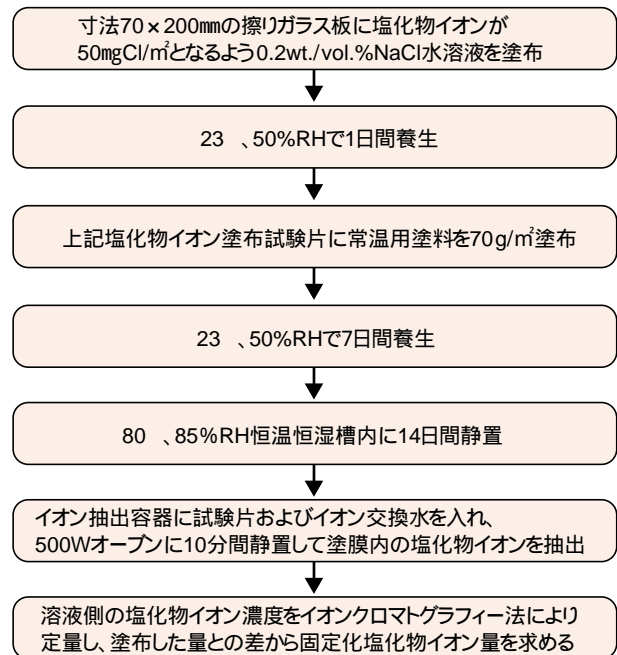 寸法70×200㎜の擦りガラス板に塩化物イオンが
50㎎Cl/㎡となるよう0.2wt./vol.%NaCl水溶液を塗布
23 、50%RHで1日間養生
上記塩化物イオン塗布試験片に常温用塗料を70g/㎡塗布
23 、50%RHで7日間養生
80 、85%RH恒温恒湿槽内に14日間静置
イオン抽出容器に試験片およびイオン交換水を入れ、
500Wオーブンに10分間静置して塗膜内の塩化物イオンを抽出
溶液側の塩化物イオン濃度をイオンクロマトグラフィー法により
定量し、塗布した量との差から固定化塩化物イオン量を求める